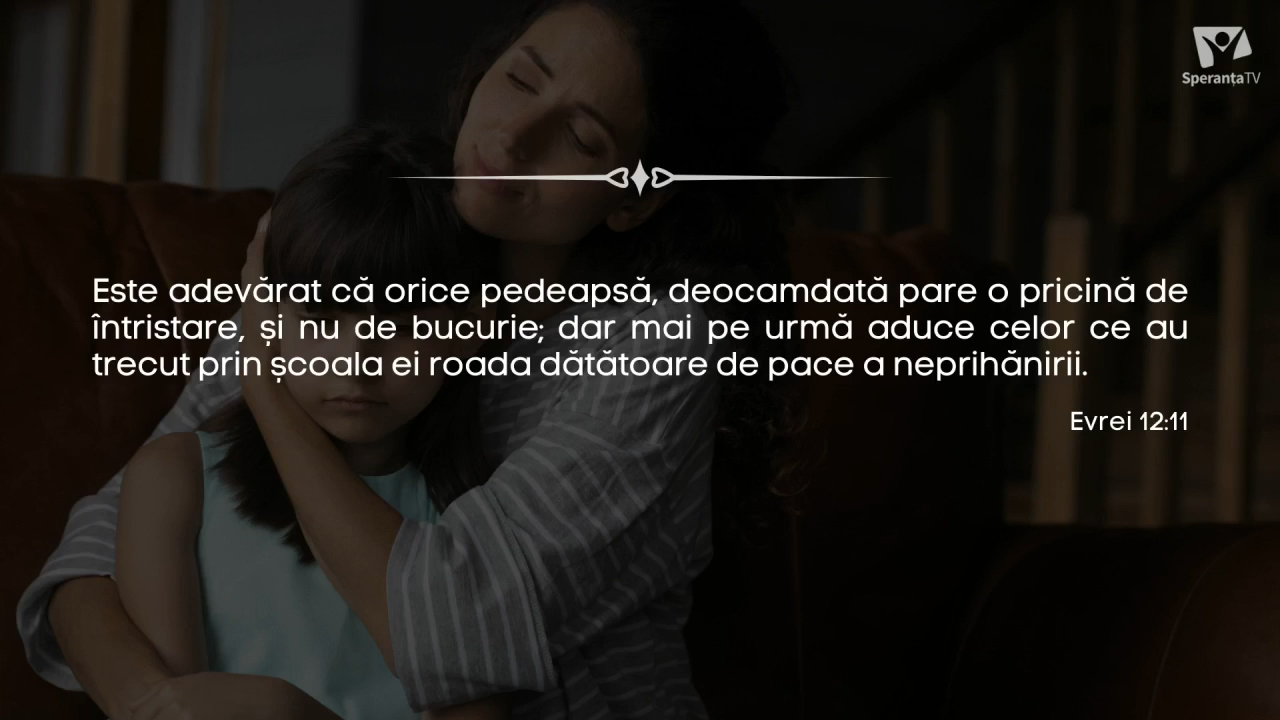 SperanțaTV
Este adevărat că orice pedeapsă, deocamdată pare o pricină de
întristare, și nu de bucurie; dar mai pe urmă aduce celor ce au
trecut prin școala ei roada dătătoare de pace a neprihănirii.
Evrei 12:11